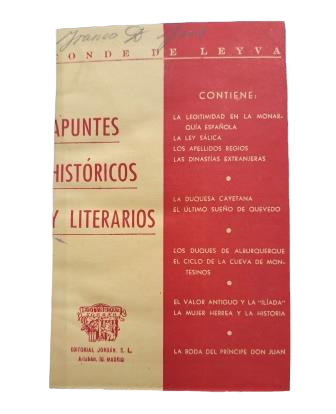 CONDE DE LEYVA
APUNTES
HISTÓRICOS
Y LITERARIOS
EDITORIAL JORDÁN, S. L.
MADRID
CONTIENE:
LA LEGITIMIDAD EN LA MONAR-
QUÍA ESPAÑOLA
LA LEY SÁLICA
LOS APELLIDOS REGIOS
LAS DINASTÍAS EXTRANJERAS
LA DUQUESA CAYETANA
EL ÚLTIMO SUEÑO DE QUEVEDO
LOS DUQUES DE ALBURQUERQUE
EL CICLO DE LA CUEVA DE MON-
TESINOS
EL VALOR ANTIGUO Y LA "ILÍADA"
LA MUJER HEBREA Y LA HISTORIA
LA BODA DEL PRÍNCIPE DON JUAN